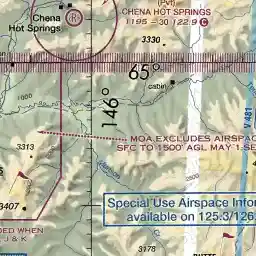 Chena
Hot Springs
R
(Pvt)
CHENA HOT SPRINGS
1195 - 30 122.9 C
3330
65°
cabin
1000
146°
A 481
MOA EXCLUDES AIRSPAC
SFC TO 1500' AGL MAY 1 SE
3313
Special Use Airspace Infor
available on 125.3/126
3407
DED WHEN
J & K
3178
BUTTE